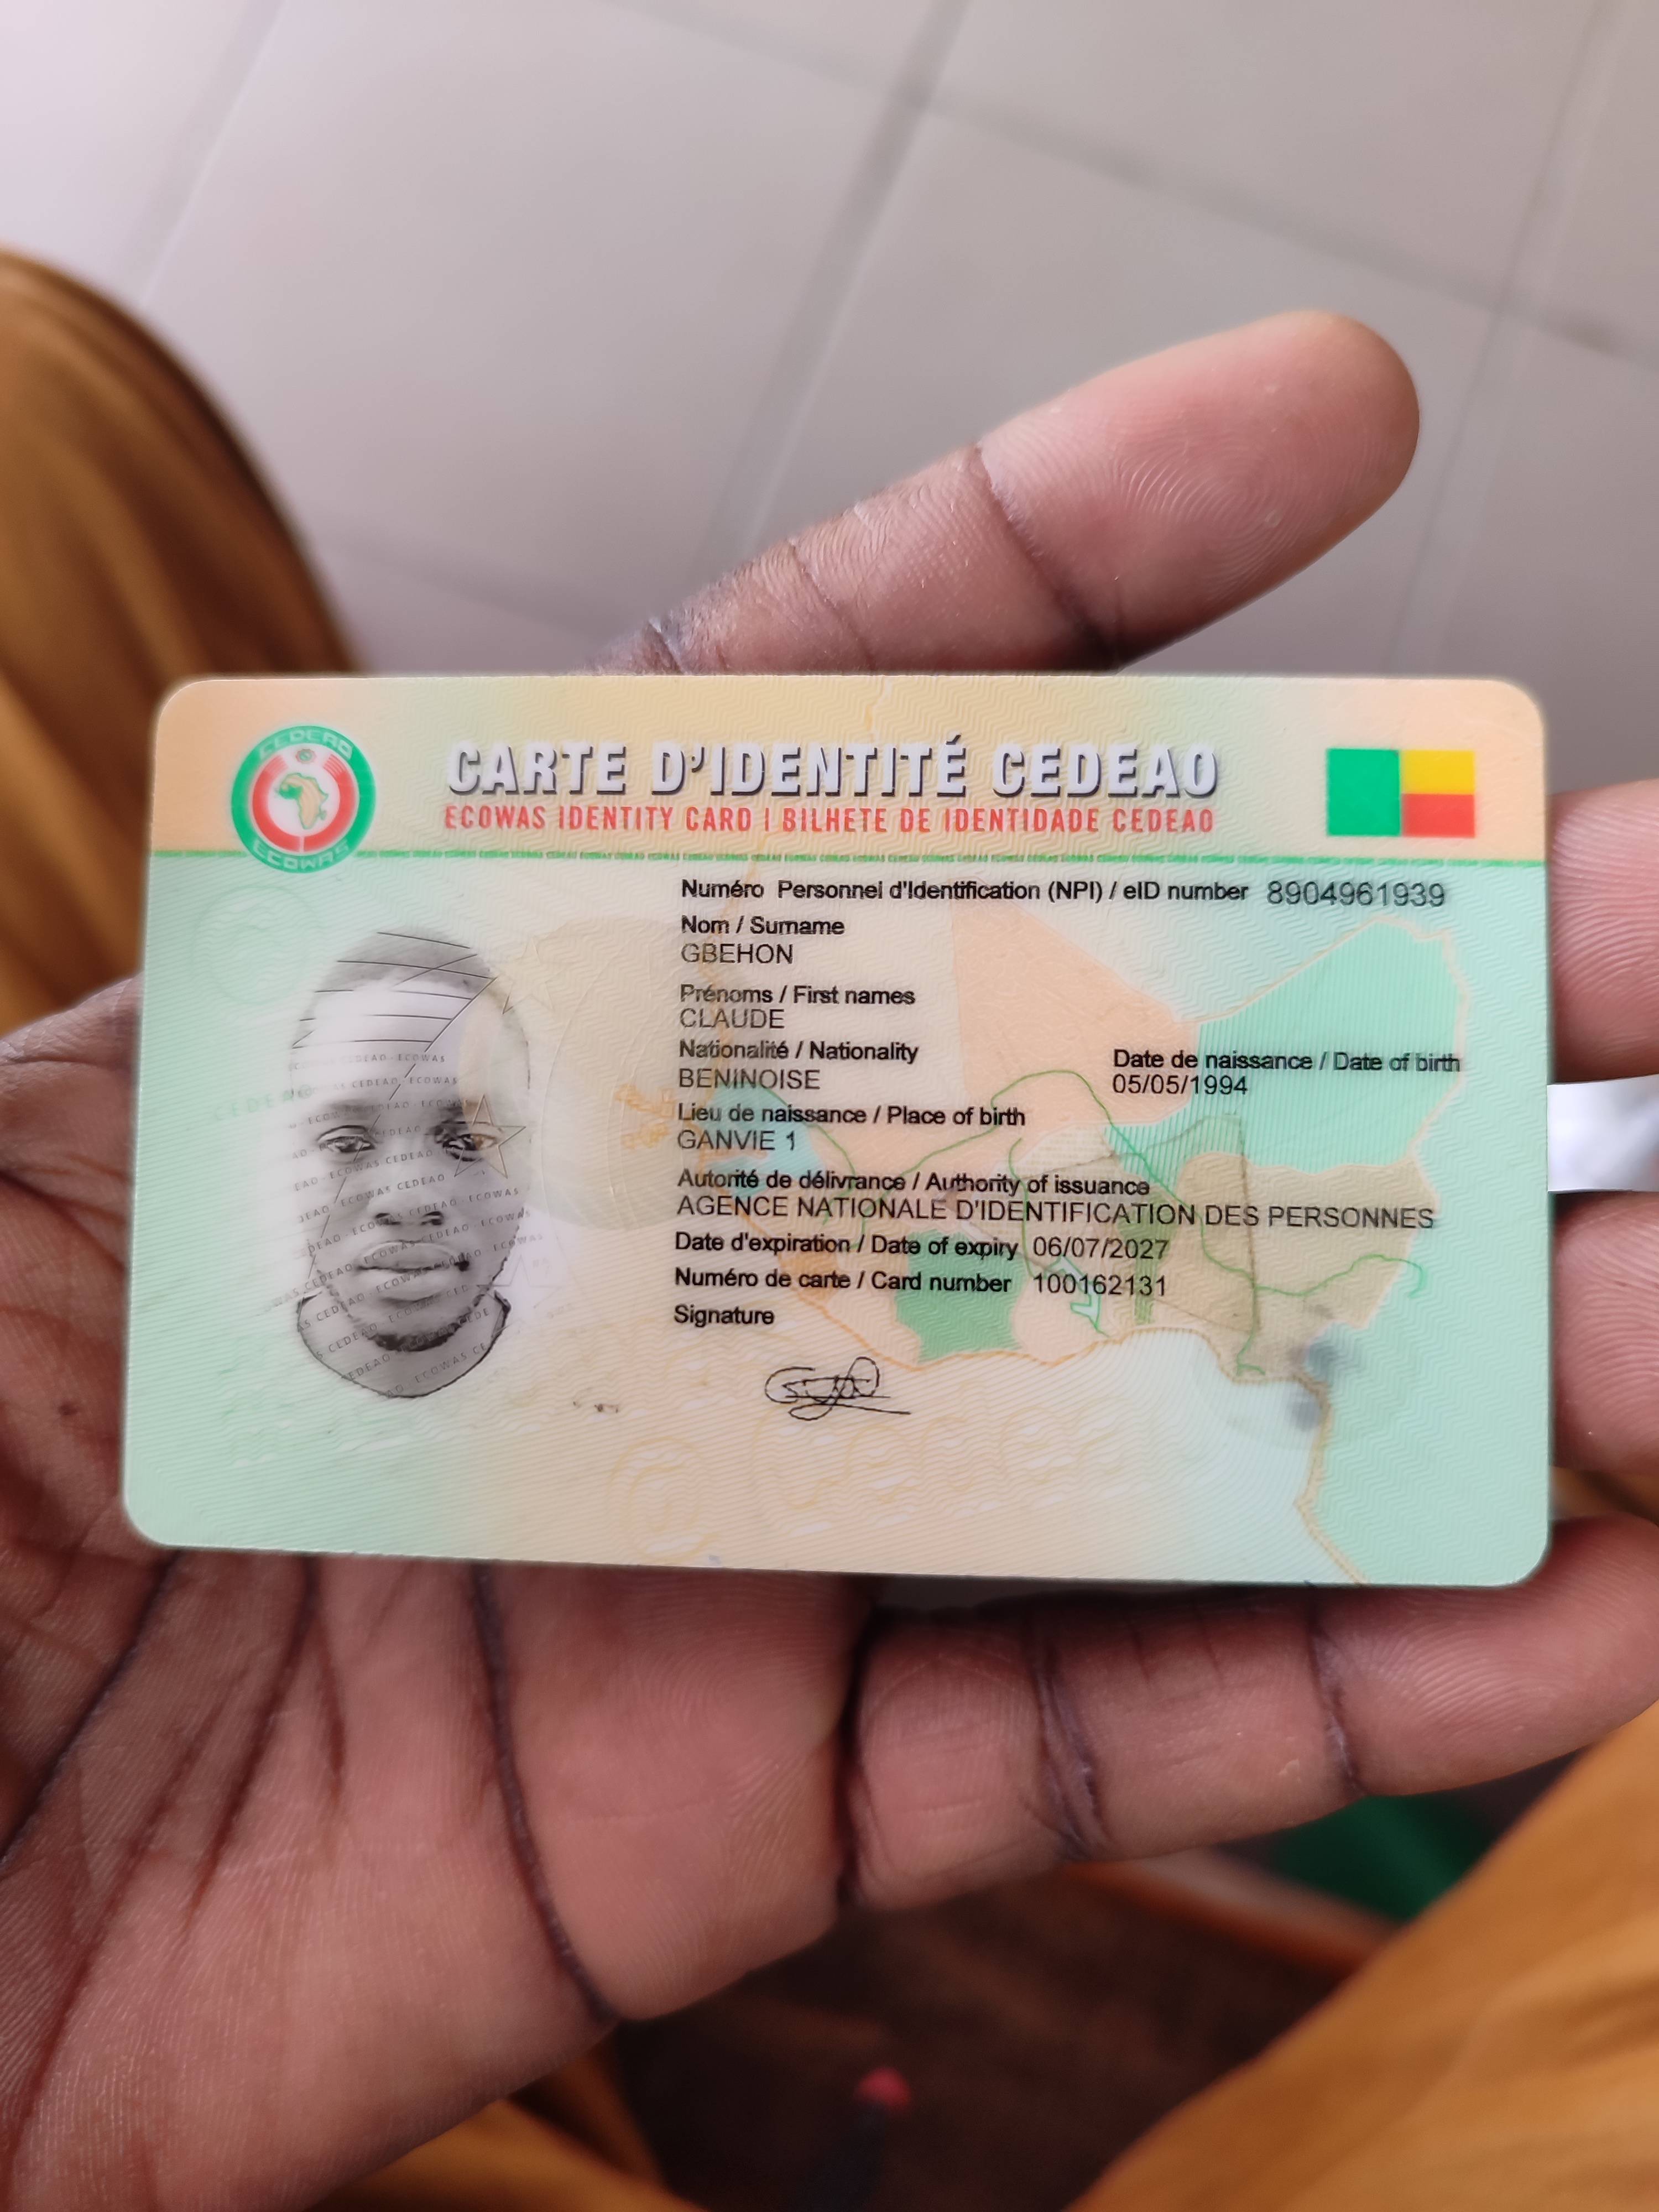 CEDEAO
ECOWAS
CARTE D'IDENTITÉ CEDEAO
ECOWAS IDENTITY CARD | BILHETE DE IDENTIDADE CEDEAO
Numéro Personnel d'Identification (NPI) / eID number 8904961939
Nom / Surname
GBEHON
Prénoms / First names
CLAUDE
Nationalité / Nationality
BENINOISE
Date de naissance / Date of birth
05/05/1994
Lieu de naissance / Place of birth
GANVIE 1
Autorité de délivrance / Authority of issuance
AGENCE NATIONALE D'IDENTIFICATION DES PERSONNES
Date d'expiration / Date of expiry 06/07/2027
Numéro de carte / Card number 100162131
Signature